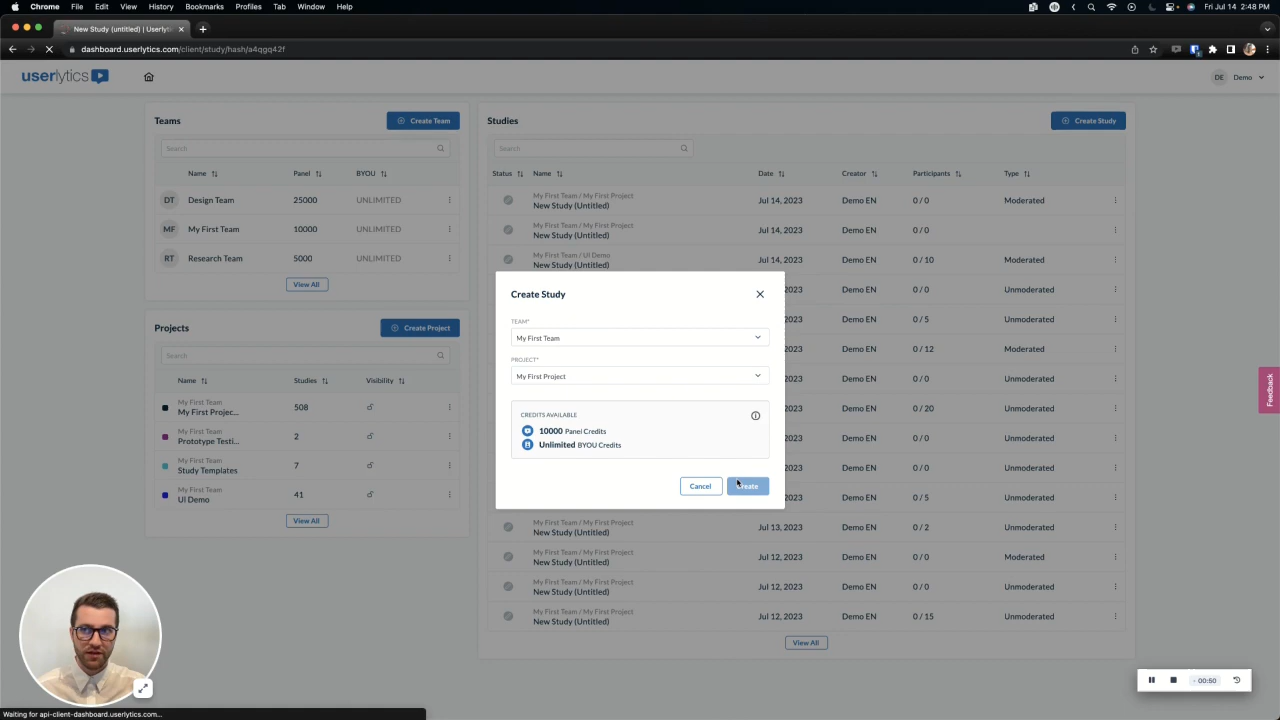 Chrome File Edit View History Bookmarks Profiles Tab Window Help Fri Jul 14 2:48 PM
New Study (untitled) | Userlyti
dashboard.userlytics.com/client/study/hash/a4qgq42f
userlytics DE Demo
Teams Create Team
Search
Name Panel BYOU
DT Design Team 25000 UNLIMITED
MF My First Team 10000 UNLIMITED
RT Research Team 5000 UNLIMITED
View All
Projects Create Project
Search
Name Studies Visibility
My First Team
My First Projec... 508
My First Team
Prototype Testi... 2
My First Team
Study Templates 7
My First Team
UI Demo 41
View All
Studies Create Study
Search
Status Name Date Creator Participants Type
My First Team / My First Project
New Study (Untitled) Jul 14, 2023 Demo EN 0 / 0 Moderated
My First Team / My First Project
New Study (Untitled) Jul 14, 2023 Demo EN 0 / 0
My First Team / UI Demo
New Study (Untitled) Jul 14, 2023 Demo EN 0 / 10 Moderated
, 2023 Demo EN 0 / 0 Unmoderated
, 2023 Demo EN 0 / 5 Unmoderated
, 2023 Demo EN 0 / 12 Moderated
, 2023 Demo EN 0 / 0 Unmoderated
, 2023 Demo EN 0 / 20 Unmoderated
, 2023 Demo EN 0 / 0 Unmoderated
, 2023 Demo EN 0 / 0 Unmoderated
, 2023 Demo EN 0 / 5 Unmoderated
My First Team / My First Project
New Study (Untitled) Jul 13, 2023 Demo EN 0 / 2 Unmoderated
My First Team / My First Project
New Study (Untitled) Jul 12, 2023 Demo EN 0 / 0 Moderated
My First Team / My First Project
New Study (Untitled) Jul 12, 2023 Demo EN 0 / 0 Unmoderated
My First Team / My First Project
New Study (Untitled) Jul 12, 2023 Demo EN 0 / 15 Unmoderated
View All
Create Study
TEAM*
My First Team
PROJECT*
My First Project
CREDITS AVAILABLE
10000 Panel Credits
Unlimited BYOU Credits
Cancel Create
Feedback
- 00:50
Waiting for api-client-dashboard.userlytics.com...